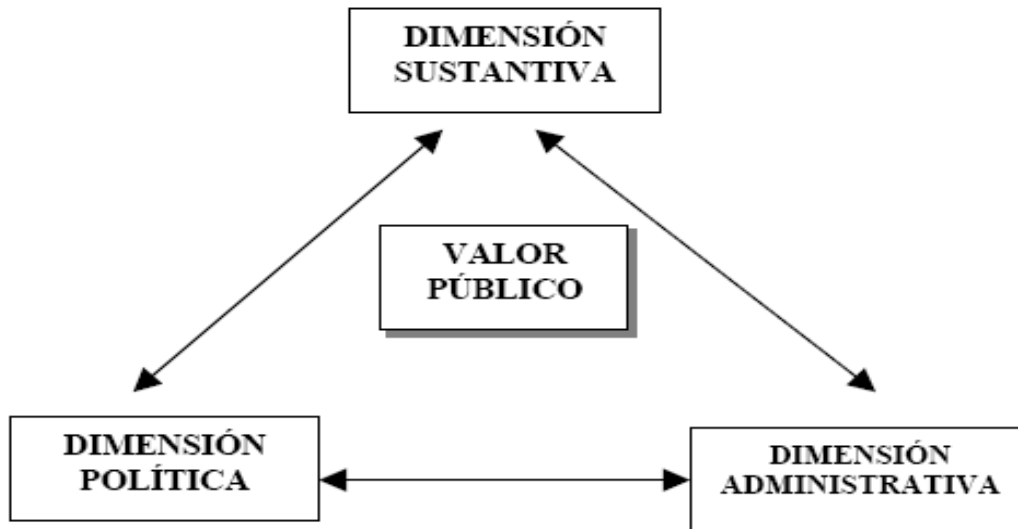 DIMENSIÓN
SUSTANTIVA
VALOR
PÚBLICO
DIMENSIÓN
POLÍTICA
DIMENSIÓN
ADMINISTRATIVA